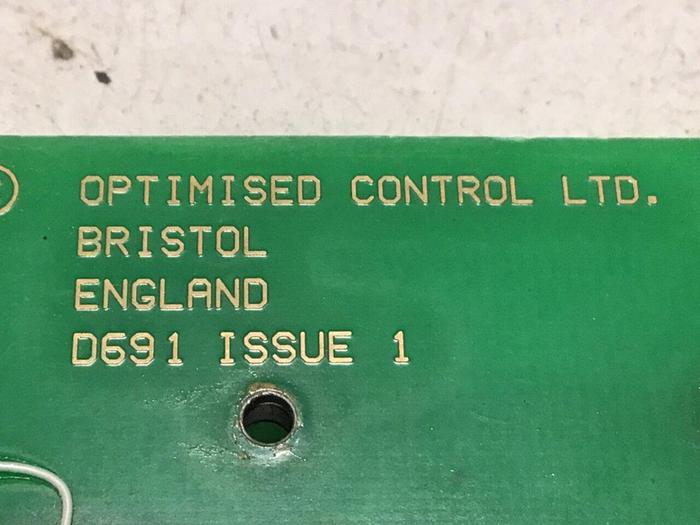 OPTIMISED CONTROL LTD.
BRISTOL
ENGLAND
D691 ISSUE 1